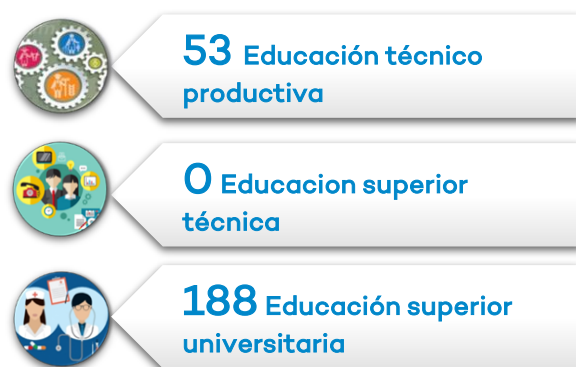 53 Educación técnico
productiva
0 Educacion superior
técnica
188 Educación superior
universitaria